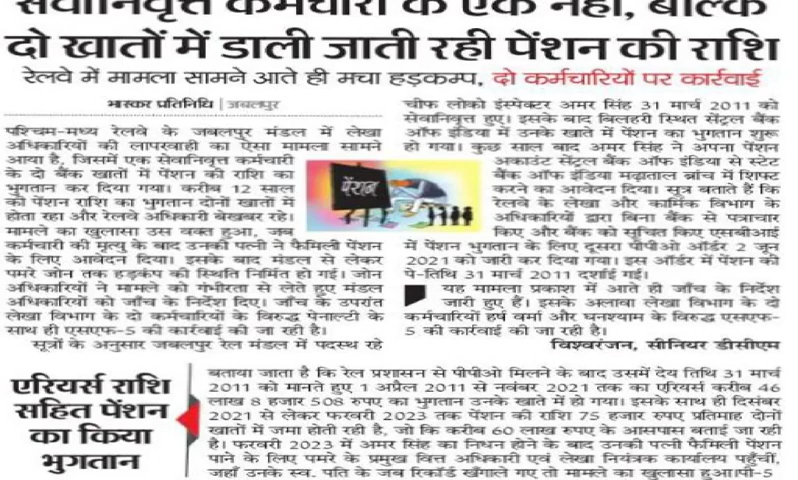 सेवानिवृत्त कर्मचारी के एक नहीं, बल्कि
दो खातों में डाली जाती रही पेंशन की राशि
रेलवे में मामला सामने आते ही मचा हड़कम्प, दो कर्मचारियों पर कार्रवाई
भास्कर प्रतिनिधि | जबलपुर
पश्चिम-मध्य रेलवे के जबलपुर मंडल में लेखा
अधिकारियों की लापरवाही का ऐसा मामला सामने
आया है, जिसमें एक सेवानिवृत्त कर्मचारी
के दो बैंक खातों में पेंशन की राशि का
भुगतान कर दिया गया। करीब 12 साल
की पेंशन राशि का भुगतान दोनों खातों में
होता रहा और रेलवे अधिकारी बेखबर रहे।
मामले का खुलासा उस वक्त हुआ, जब
कर्मचारी की मृत्यु के बाद उनकी पत्नी ने फैमिली पेंशन
के लिए आवेदन दिया। इसके बाद मंडल से लेकर
पमरे जोन तक हड़कंप की स्थिति निर्मित हो गई। जोन
अधिकारियों ने मामले को गंभीरता से लेते हुए मंडल
अधिकारियों को जाँच के निर्देश दिए। जाँच के उपरांत
लेखा विभाग के दो कर्मचारियों के विरुद्ध पेनाल्टी के
साथ ही एसएफ-5 की कार्रवाई की जा रही है।
सूत्रों के अनुसार जबलपुर रेल मंडल में पदस्थ रहे
चीफ लोको इंस्पेक्टर अमर सिंह 31 मार्च 2011 को
सेवानिवृत्त हुए। इसके बाद बिलहरी स्थित सेंट्रल बैंक
ऑफ इंडिया में उनके खाते में पेंशन का भुगतान शुरू
हो गया। कुछ साल बाद अमर सिंह ने अपना पेंशन
अकाउंट सेंट्रल बैंक ऑफ इंडिया से स्टेट
बैंक ऑफ इंडिया मढ़ाताल ब्रांच में शिफ्ट
करने का आवेदन दिया। सूत्र बताते हैं कि
रेलवे के लेखा और कार्मिक विभाग के
अधिकारियों द्वारा बिना बैंक से पत्राचार
किए और बैंक को सूचित किए एसबीआई
में पेंशन भुगतान के लिए दूसरा पीपीओ ऑर्डर 2 जून
2021 को जारी कर दिया गया। इस ऑर्डर में पेंशन की
पे-तिथि 31 मार्च 2011 दर्शाई गई।
यह मामला प्रकाश में आते ही जाँच के निर्देश
जारी हुए हैं। इसके अलावा लेखा विभाग के दो
कर्मचारियों हर्ष वर्मा और घनश्याम के विरुद्ध एसएफ-
5 की कार्रवाई की जा रही है।
विश्वरंजन, सीनियर डीसीएम
पेंशन
एरियर्स राशि
सहित पेंशन
का किया
भुगतान
बताया जाता है कि रेल प्रशासन से पीपीओ मिलने के बाद उसमें देय तिथि 31 मार्च
2011 को मानते हुए 1 अप्रैल 2011 से नवंबर 2021 तक का एरियर्स करीब 46
लाख 8 हजार 508 रुपए का भुगतान उनके खाते में हो गया। इसके साथ ही दिसंबर
2021 से लेकर फरवरी 2023 तक पेंशन की राशि 75 हजार रुपए प्रतिमाह दोनों
खातों में जमा होती रही है, जो कि करीब 60 लाख रुपए के आसपास बताई जा रही
है। फरवरी 2023 में अमर सिंह का निधन होने के बाद उनकी पत्नी फैमिली पेंशन
पाने के लिए पमरे के प्रमुख वित्त अधिकारी एवं लेखा नियंत्रक कार्यालय पहुँचीं,
जहाँ उनके स्व. पति के जब रिकॉर्ड खँगाले गए तो मामले का खुलासा हुआ।पी-5